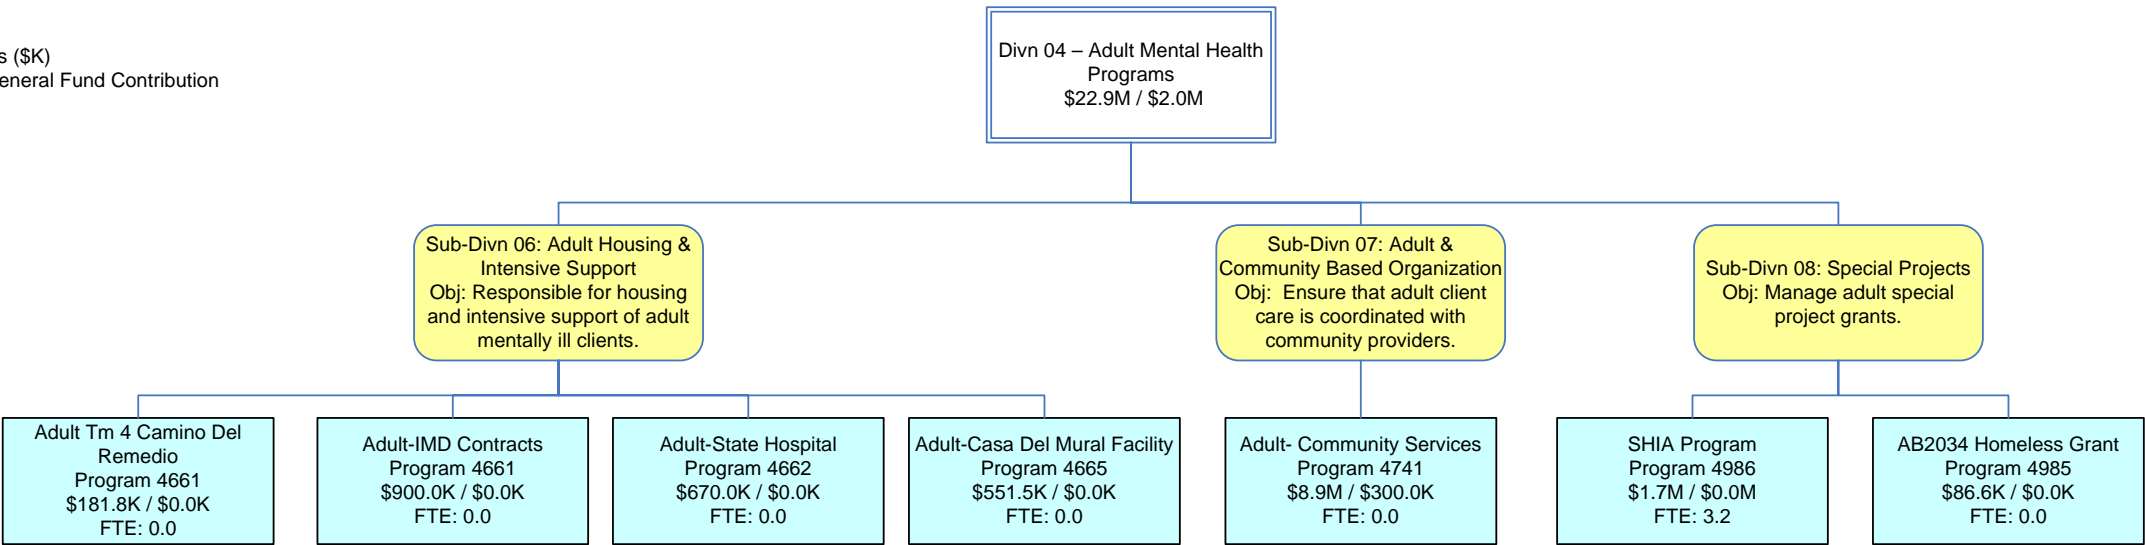 s ($K)
eneral Fund Contribution
Divn 04 – Adult Mental Health
Programs
$22.9M / $2.0M
Sub-Divn 06: Adult Housing &
Intensive Support
Obj: Responsible for housing
and intensive support of adult
mentally ill clients.
Sub-Divn 07: Adult &
Community Based Organization
Obj:  Ensure that adult client
care is coordinated with
community providers.
Sub-Divn 08: Special Projects
Obj: Manage adult special
project grants.
Adult Tm 4 Camino Del
Remedio
Program 4661
$181.8K / $0.0K
FTE: 0.0
Adult-IMD Contracts
Program 4661
$900.0K / $0.0K
FTE: 0.0
Adult-State Hospital
Program 4662
$670.0K / $0.0K
FTE: 0.0
Adult-Casa Del Mural Facility
Program 4665
$551.5K / $0.0K
FTE: 0.0
Adult- Community Services
Program 4741
$8.9M / $300.0K
FTE: 0.0
SHIA Program
Program 4986
$1.7M / $0.0M
FTE: 3.2
AB2034 Homeless Grant
Program 4985
$86.6K / $0.0K
FTE: 0.0